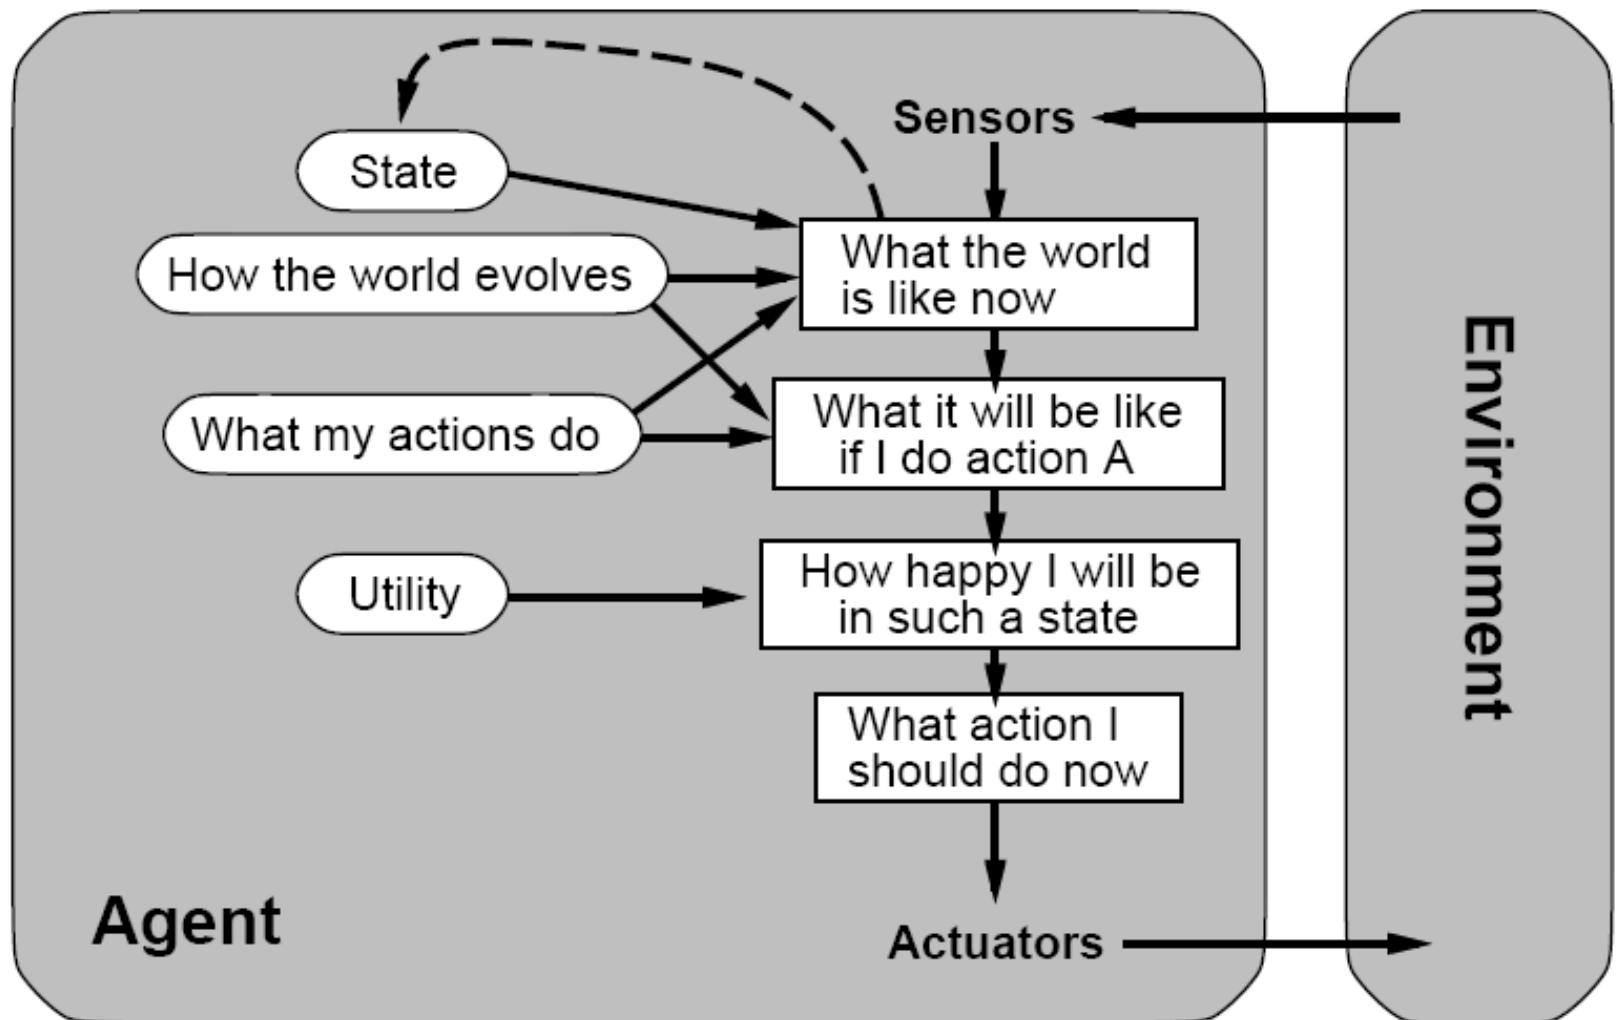 Sensors
State
What the world
is like now
How the world evolves
What it will be like
if I do action A
What my actions do
How happy I will be
in such a state
Utility
What action I
should do now
Agent
Actuators
Environment